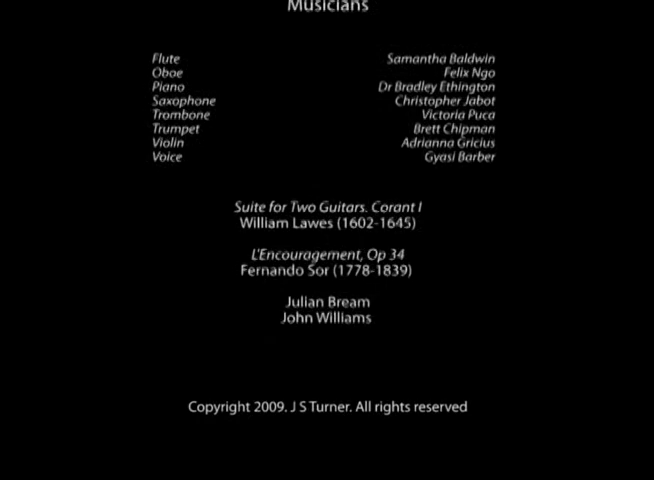 Musicians
Flute Samantha Baldwin
Oboe Felix Ngo
Piano Dr Bradley Ethington
Saxophone Christopher Jabot
Trombone Victoria Puca
Trumpet Brett Chipman
Violin Adrianna Gricius
Voice Gyasi Barber
Suite for Two Guitars. Corant I
William Lawes (1602-1645)
L'Encouragement, Op 34
Fernando Sor (1778-1839)
Julian Bream
John Williams
Copyright 2009. J S Turner. All rights reserved